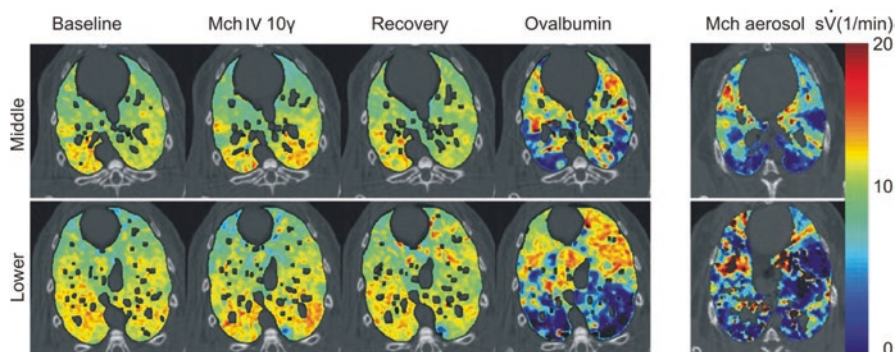 Baseline Mch IV 10γ Recovery Ovalbumin Mch aerosol sV̇(1/min)
20
Middle
10
Lower
0